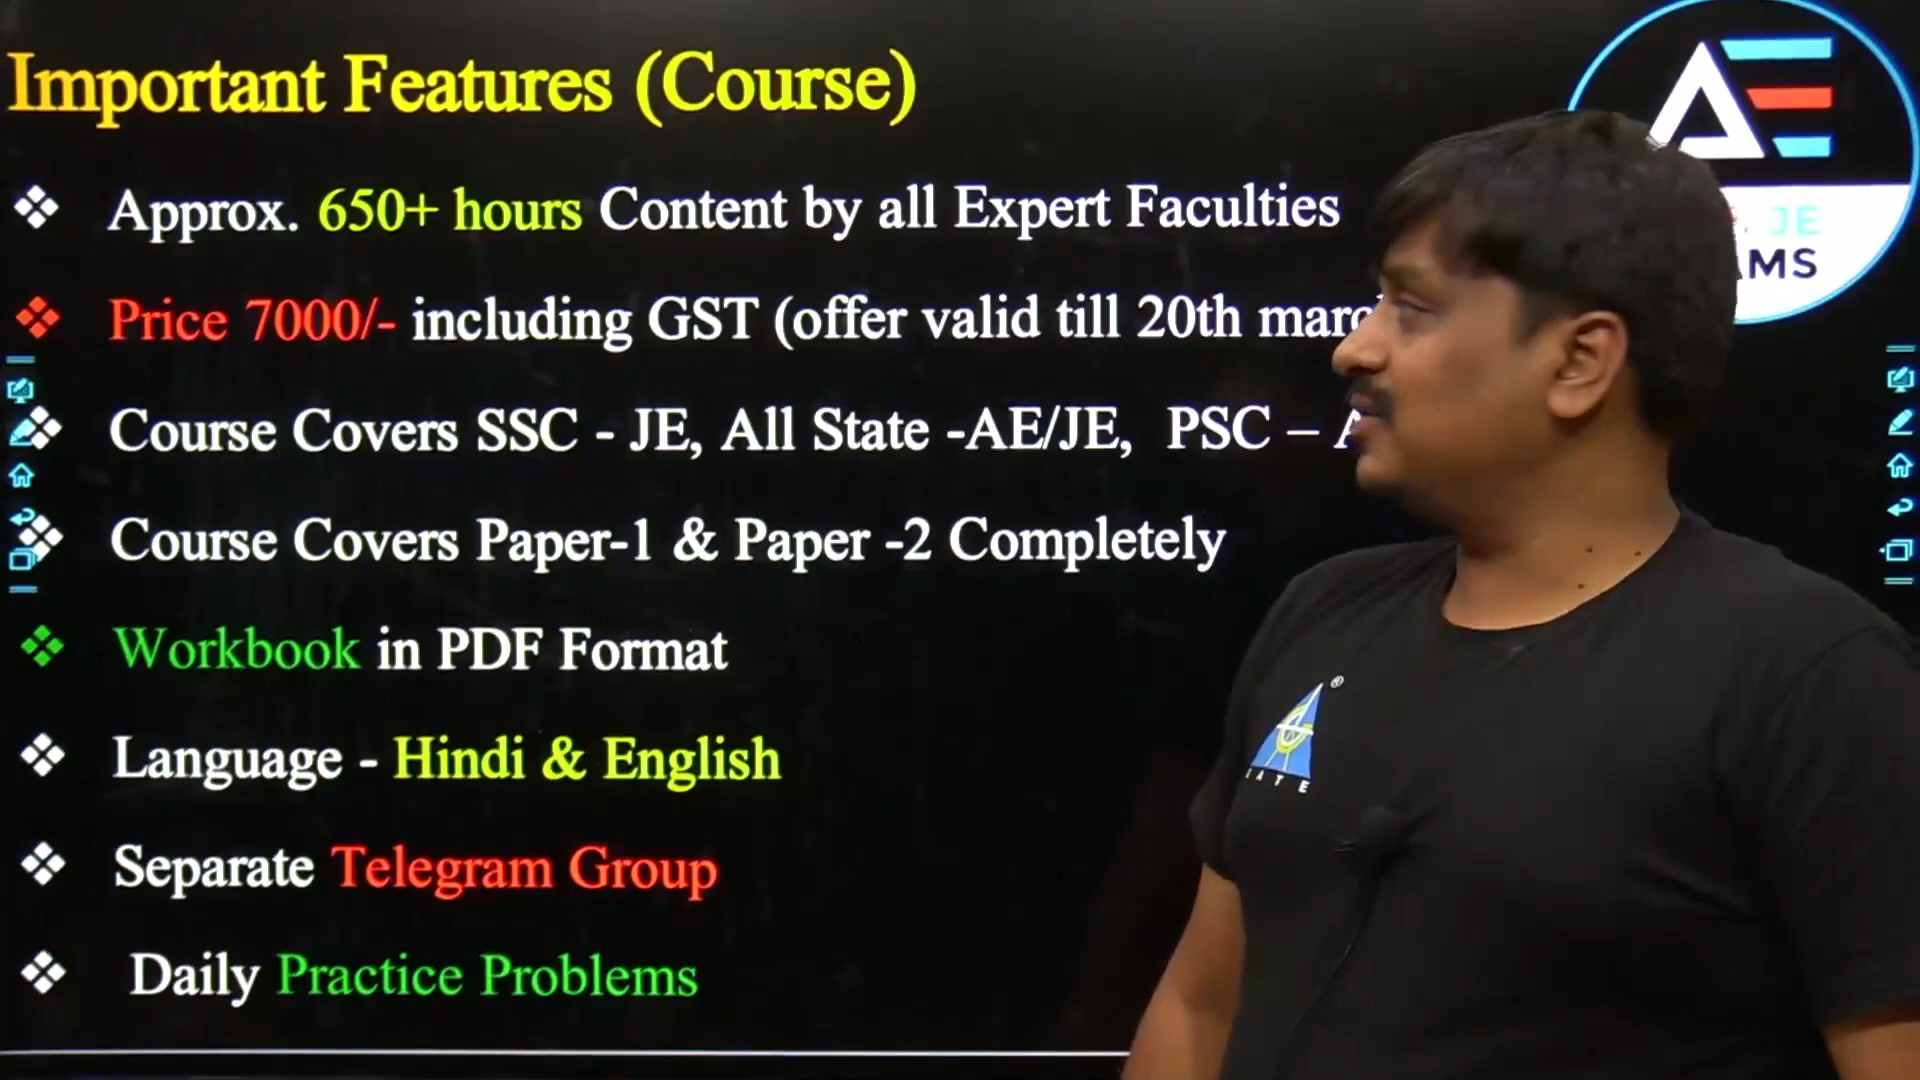 Important Features (Course)
Approx. 650+ hours Content by all Expert Faculties
Price 7000/- including GST (offer valid till 20th
Course Covers SSC - JE, All State -AE/JE, PSC –
Course Covers Paper-1 & Paper -2 Completely
Workbook in PDF Format
Language - Hindi & English
Separate Telegram Group
Daily Practice Problems
AE
JE